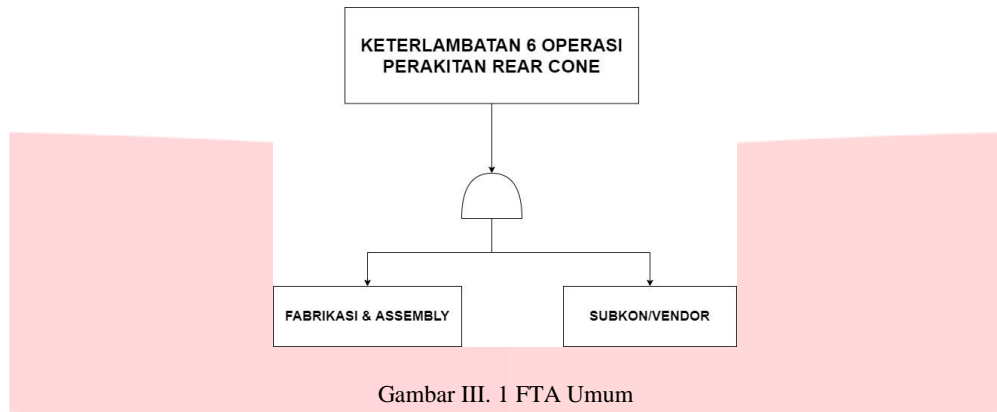 KETERLAMBATAN 6 OPERASI
PERAKITAN REAR CONE
FABRIKASI & ASSEMBLY
SUBKON/VENDOR
Gambar III. 1 FTA Umum